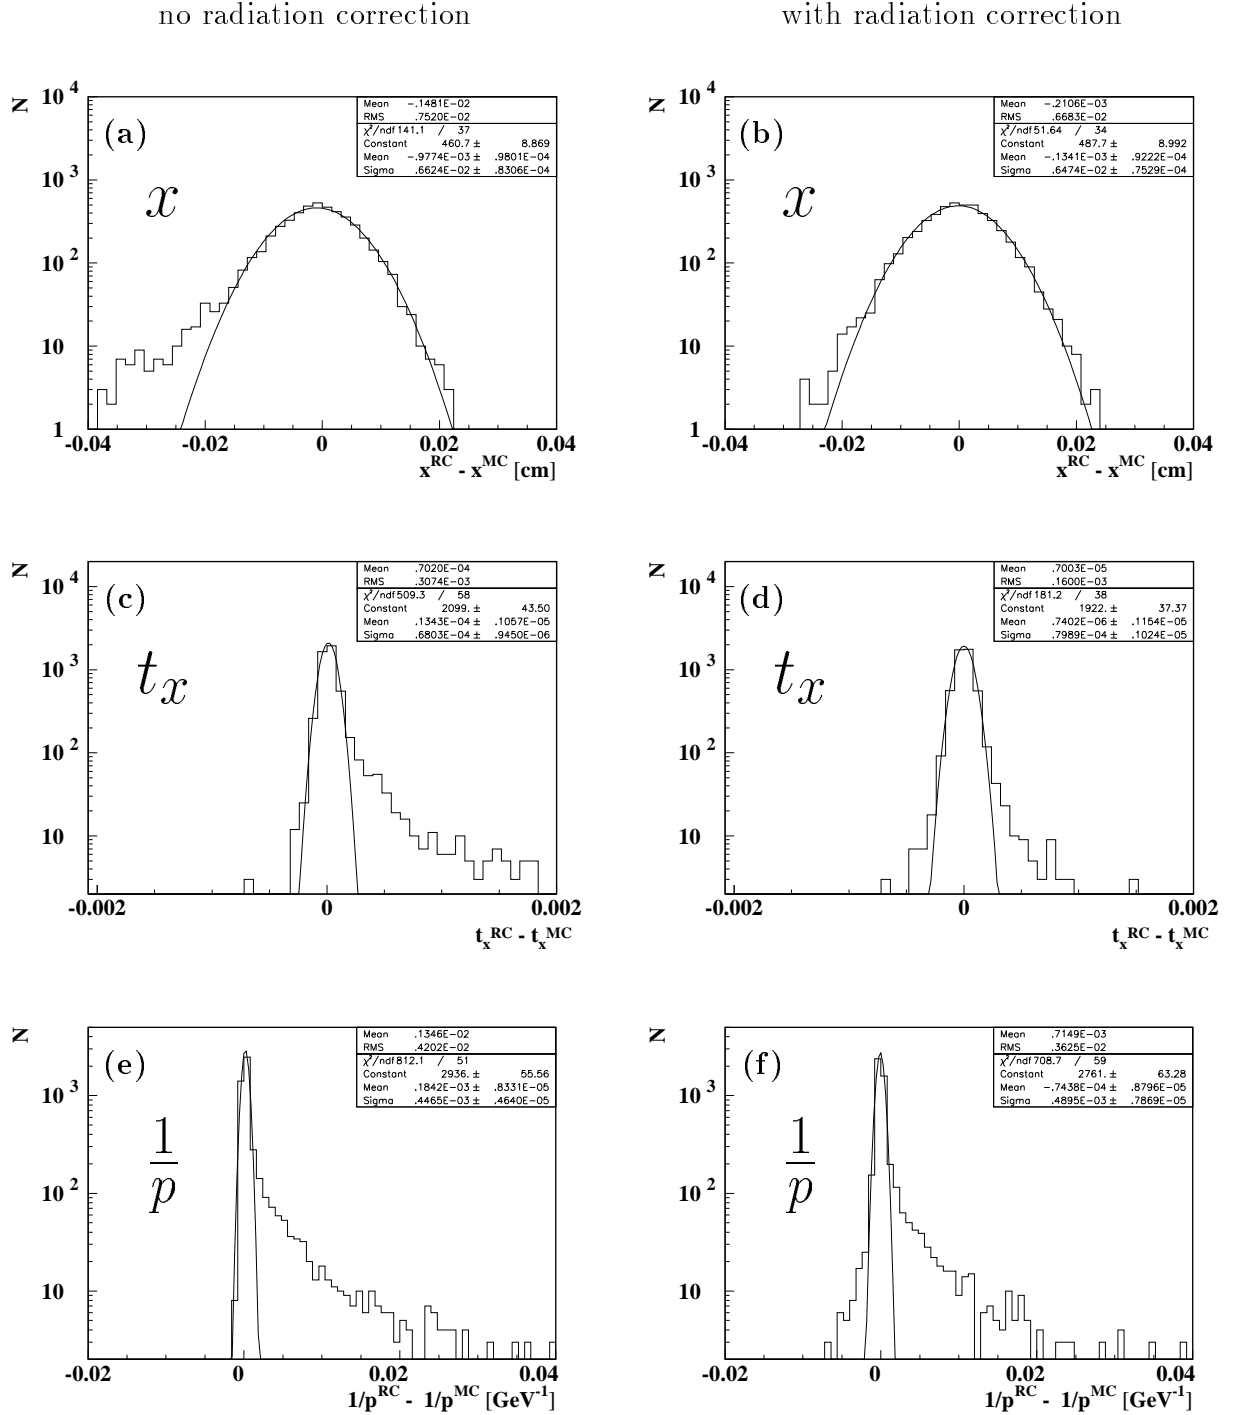 no radiation correction
with radiation correction
N
10 4
10 3
10 2
10
1
(a)
x
Mean -.1481E-02
RMS .7520E-02
χ²/ndf 141.1 / 37
Constant 460.7 ± 8.869
Mean -.9774E-03 ± .9801E-04
Sigma .6624E-02 ± .8306E-04
-0.04 -0.02 0 0.02 0.04
x^RC - x^MC [cm]
N
10 4
10 3
10 2
10
1
(b)
x
Mean -.2106E-03
RMS .6683E-02
χ²/ndf 51.64 / 34
Constant 487.7 ± 8.992
Mean -.1341E-03 ± .9222E-04
Sigma .6474E-02 ± .7529E-04
-0.04 -0.02 0 0.02 0.04
x^RC - x^MC [cm]
N
10 4
10 3
10 2
10
(c)
t_x
Mean .7020E-04
RMS .3074E-03
χ²/ndf 509.3 / 58
Constant 2099. ± 43.50
Mean .1343E-04 ± .1057E-05
Sigma .6803E-04 ± .9450E-06
-0.002 0 0.002
t_x^RC - t_x^MC
N
10 4
10 3
10 2
10
(d)
t_x
Mean .7003E-05
RMS .1600E-03
χ²/ndf 181.2 / 38
Constant 1922. ± 37.37
Mean .7402E-06 ± .1154E-05
Sigma .7989E-04 ± .1024E-05
-0.002 0 0.002
t_x^RC - t_x^MC
N
10 3
10 2
10
(e)
1
p
Mean .1346E-02
RMS .4202E-02
χ²/ndf 812.1 / 51
Constant 2936. ± 55.56
Mean .1842E-03 ± .8331E-05
Sigma .4465E-03 ± .4640E-05
-0.02 0 0.02 0.04
1/p^RC - 1/p^MC [GeV^-1]
N
10 3
10 2
10
(f)
1
p
Mean .7149E-03
RMS .3625E-02
χ²/ndf 708.7 / 59
Constant 2761. ± 63.28
Mean -.7438E-04 ± .8796E-05
Sigma .4895E-03 ± .7869E-05
-0.02 0 0.02 0.04
1/p^RC - 1/p^MC [GeV^-1]